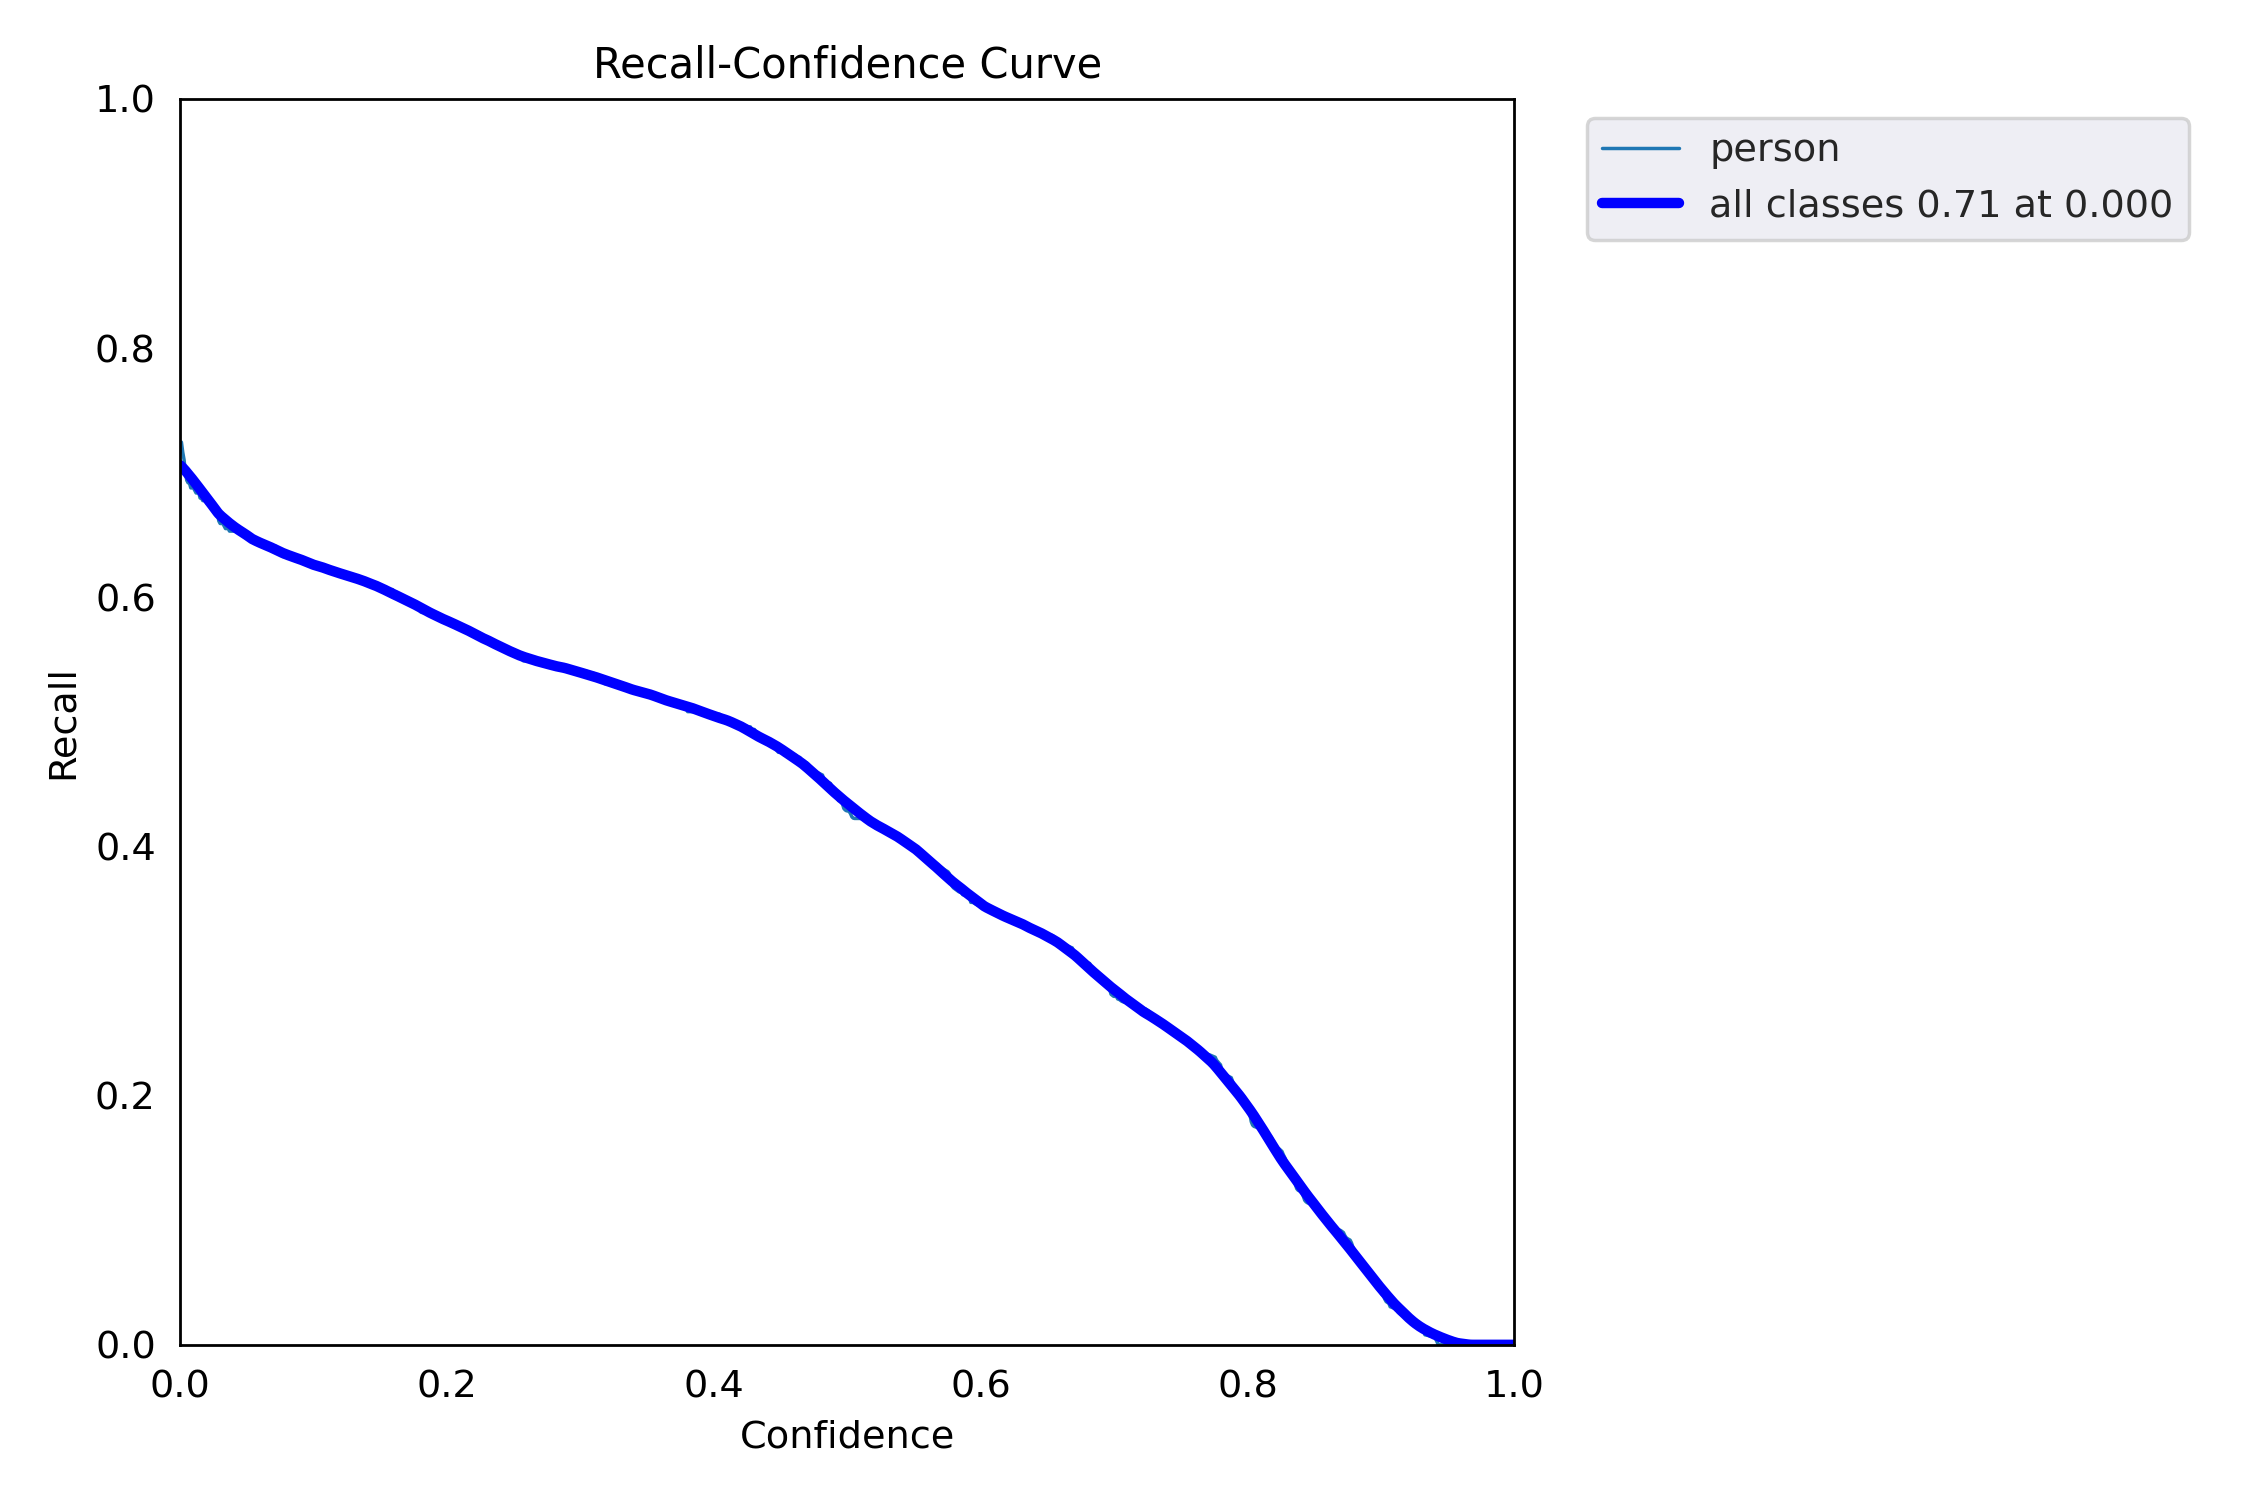 Recall-Confidence Curve
1.0
0.8
0.6
0.4
0.2
0.0
Recall
0.0 0.2 0.4 0.6 0.8 1.0
Confidence
person
all classes 0.71 at 0.000